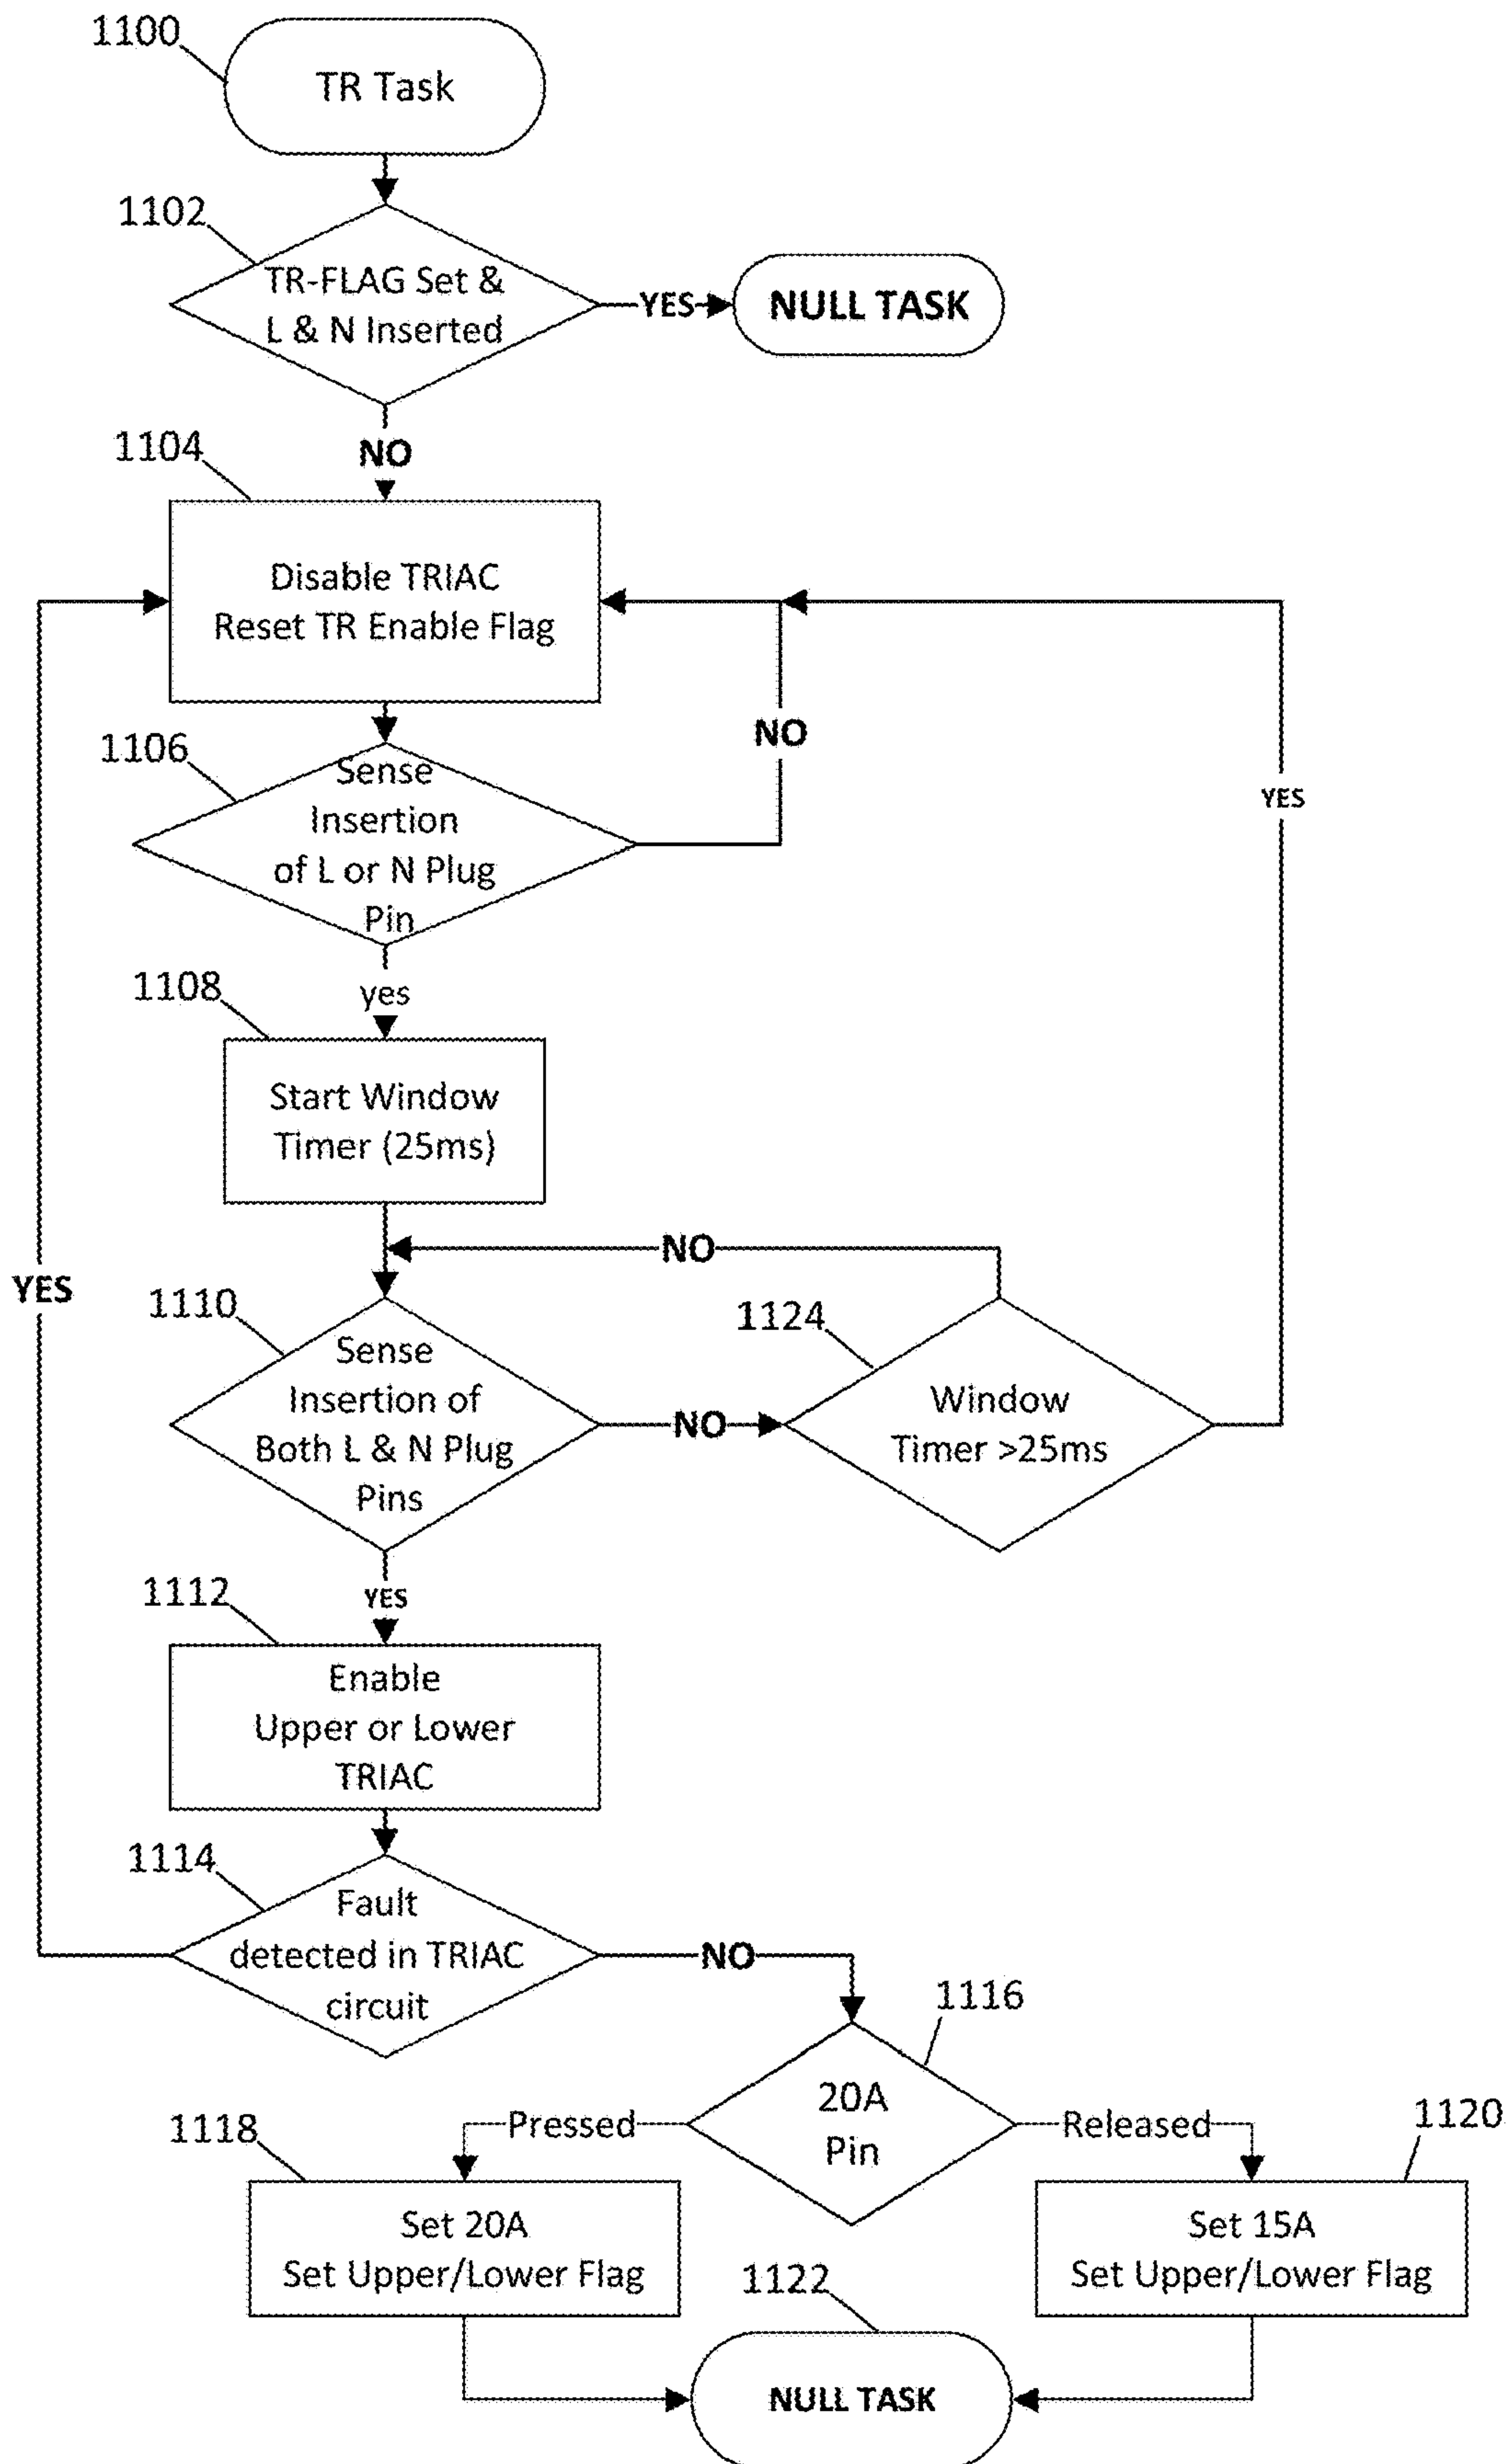 1100
TR Task
1102
TR-FLAG Set &
L & N Inserted
YES
NULL TASK
NO
1104
Disable TRIAC
Reset TR Enable Flag
NO
1106
Sense
Insertion
of L or N Plug
Pin
YES
yes
1108
Start Window
Timer (25ms)
NO
YES
1110
Sense
Insertion of
Both L & N Plug
Pins
NO
1124
Window
Timer >25ms
YES
1112
Enable
Upper or Lower
TRIAC
1114
Fault
detected in TRIAC
circuit
NO
1116
20A
Pin
Pressed
Released
1118
Set 20A
Set Upper/Lower Flag
1120
Set 15A
Set Upper/Lower Flag
1122
NULL TASK